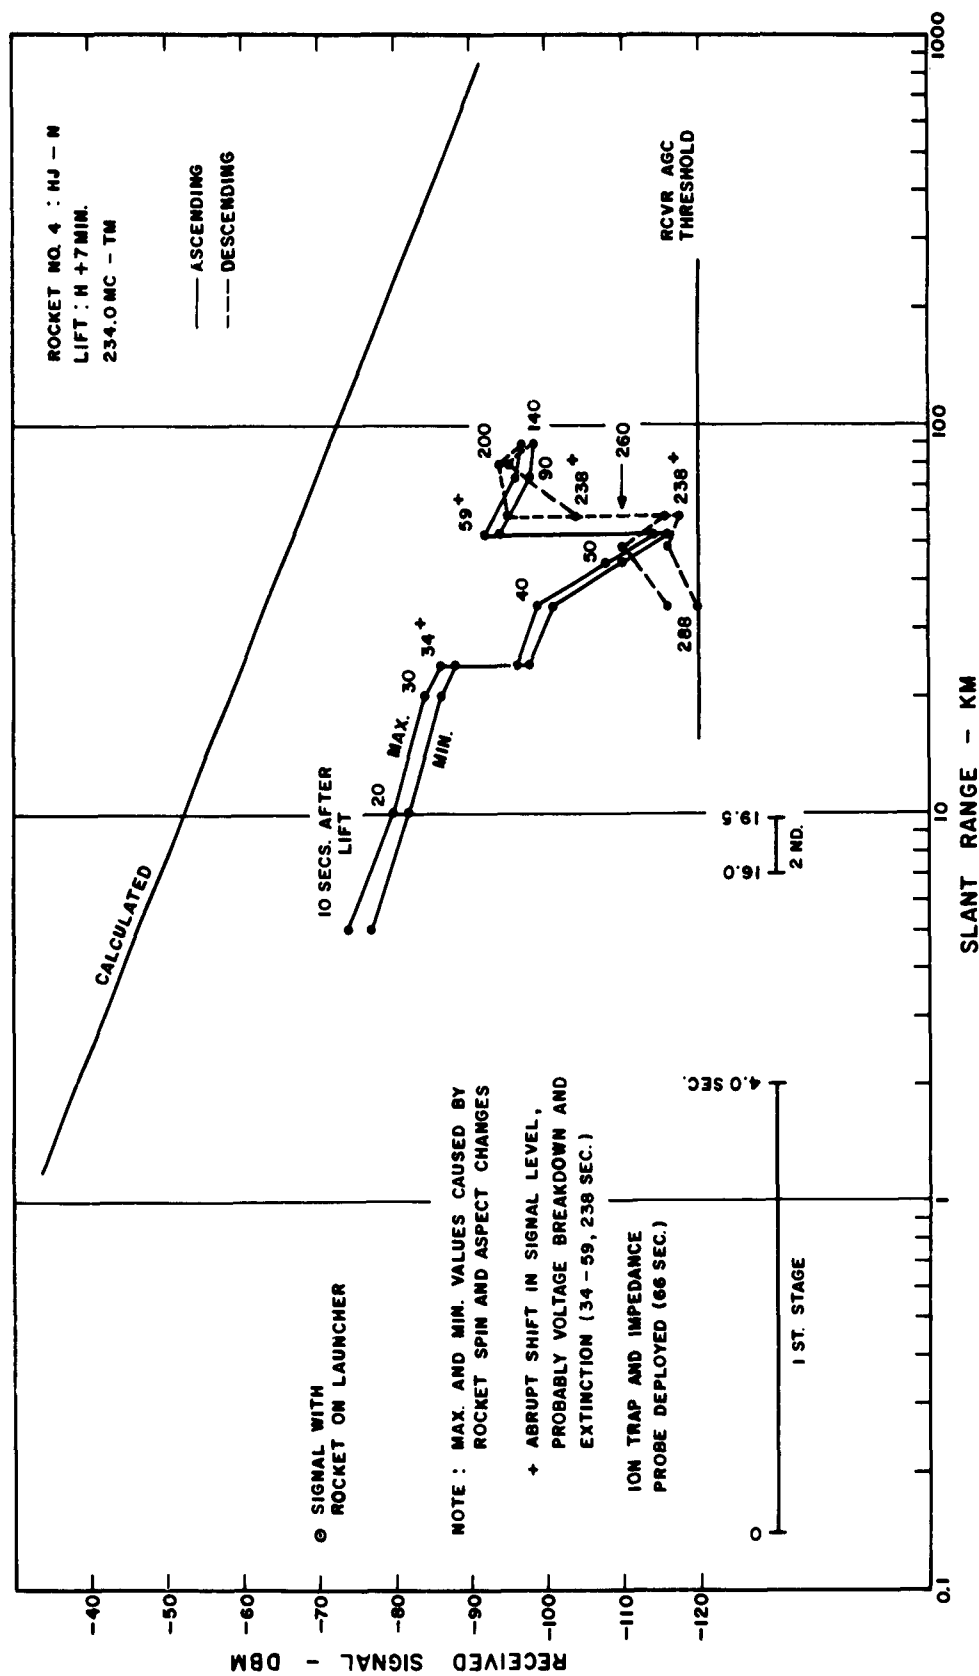 ROCKET NO. 4 : HJ - N
LIFT : H + 7 MIN.
234.0 MC - TM
ASCENDING
DESCENDING
CALCULATED
10 SECS. AFTER
LIFT
20
30
34+
MAX.
MIN.
40
50
59+
200
140
90
238+
260
238+
288
RCVR AGC
THRESHOLD
SIGNAL WITH
ROCKET ON LAUNCHER
NOTE : MAX. AND MIN. VALUES CAUSED BY
ROCKET SPIN AND ASPECT CHANGES
+ ABRUPT SHIFT IN SIGNAL LEVEL,
PROBABLY VOLTAGE BREAKDOWN AND
EXTINCTION (34 - 59, 238 SEC.)
ION TRAP AND IMPEDANCE
PROBE DEPLOYED (66 SEC.)
0
4.0 SEC.
1 ST. STAGE
16.0
19.5
2 ND.
RECEIVED SIGNAL - DBM
-40
-50
-60
-70
-80
-90
-100
-110
-120
0.1
1
10
100
1000
SLANT RANGE - KM